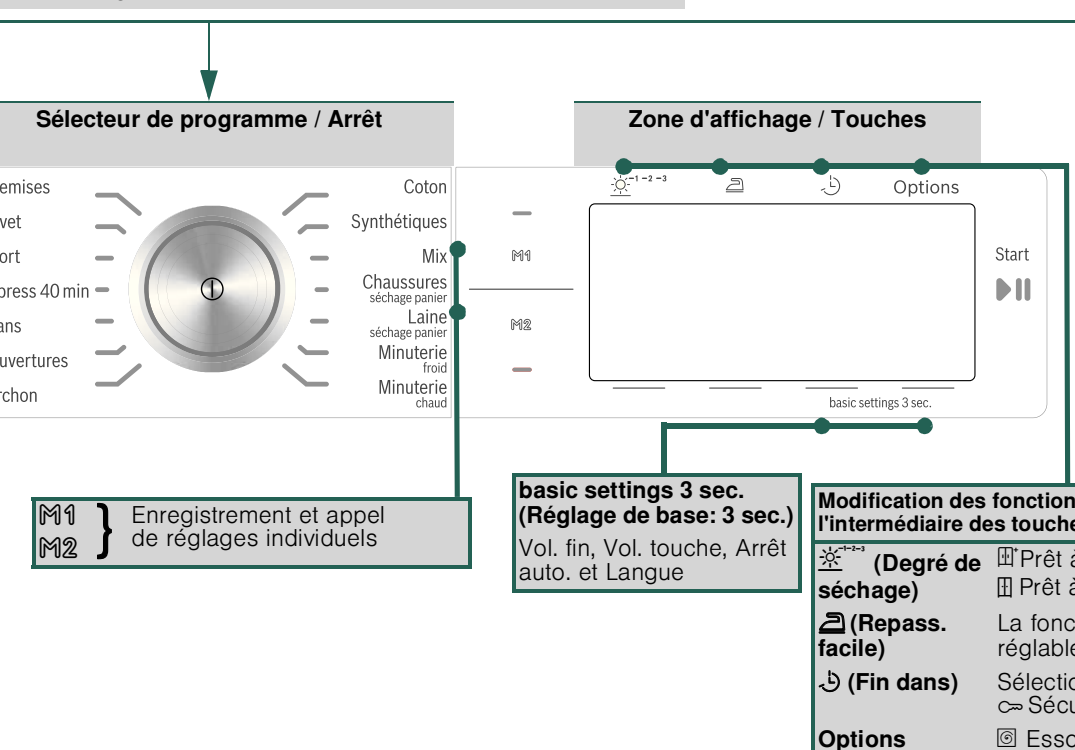 Sélecteur de programme / Arrêt
Zone d'affichage / Touches
emises
vet
ort
press 40 min
ans
uvertures
rchon
Coton
Synthétiques
Mix
Chaussures
séchage panier
Laine
séchage panier
Minuterie
froid
Minuterie
chaud
M1
M2
-1 -2 -3
Options
Start
basic settings 3 sec.
M1
M2
Enregistrement et appel
de réglages individuels
basic settings 3 sec.
(Réglage de base: 3 sec.)
Vol. fin, Vol. touche, Arrêt
auto. et Langue
Modification des fonction
l'intermédiaire des touche
-1-2-3 (Degré de
séchage)
Prêt à
Prêt à
(Repass.
facile)
La fonc
réglable
(Fin dans)
Sélectio
Sécu
Options
Esso